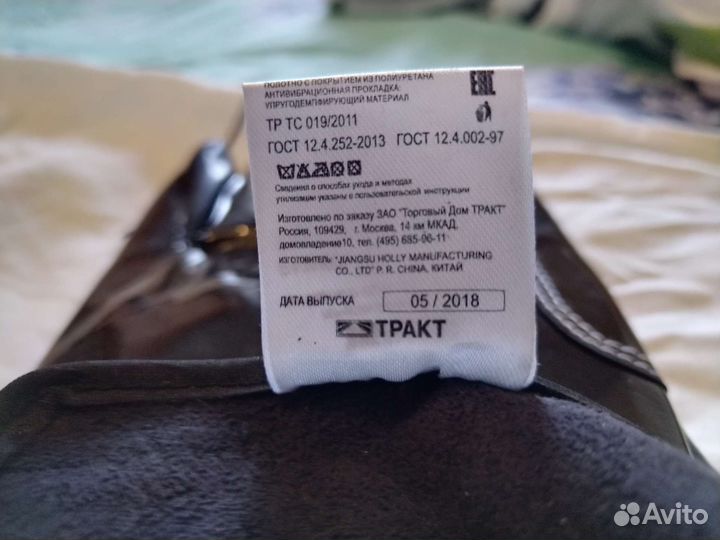 ПОЛОТНО С ПОКРЫТИЕМ ИЗ ПОЛИУРЕТАНА
АНТИВИБРАЦИОННАЯ ПРОКЛАДКА:
УПРУГОДЕМПФИРУЮЩИЙ МАТЕРИАЛ
EAC
ТР ТС 019/2011
ГОСТ 12.4.252-2013 ГОСТ 12.4.002-97
Сведения о способах ухода и методах
утилизации указаны в пользовательской инструкции
Изготовлено по заказу ЗАО "Торговый Дом ТРАКТ"
Россия, 109429, г. Москва, 14 км МКАД,
домовладение10, тел. (495) 685-96-11
ИЗГОТОВИТЕЛЬ: "JIANGSU HOLLY MANUFACTURING
CO., LTD" P. R. CHINA, КИТАЙ
ДАТА ВЫПУСКА 05 / 2018
ТРАКТ
Avito